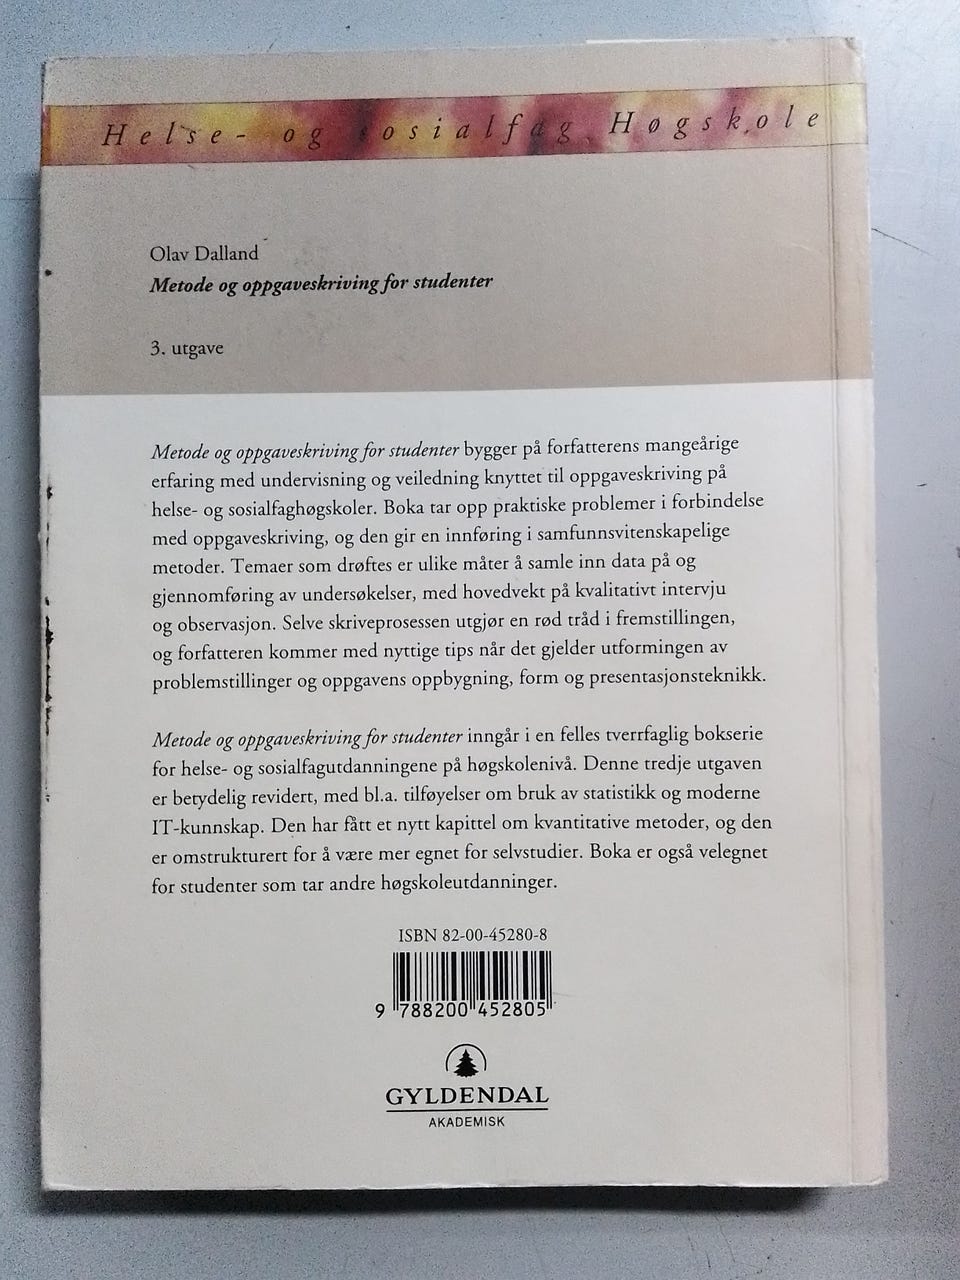 Helse- og sosialfag Høgskole
Olav Dalland
Metode og oppgaveskriving for studenter
3. utgave
Metode og oppgaveskriving for studenter bygger på forfatterens mangeårige
erfaring med undervisning og veiledning knyttet til oppgaveskriving på
helse- og sosialfaghøgskoler. Boka tar opp praktiske problemer i forbindelse
med oppgaveskriving, og den gir en innføring i samfunnsvitenskapelige
metoder. Temaer som drøftes er ulike måter å samle inn data på og
gjennomføring av undersøkelser, med hovedvekt på kvalitativt intervju
og observasjon. Selve skriveprosessen utgjør en rød tråd i fremstillingen,
og forfatteren kommer med nyttige tips når det gjelder utformingen av
problemstillinger og oppgavens oppbygning, form og presentasjonsteknikk.
Metode og oppgaveskriving for studenter inngår i en felles tverrfaglig bokserie
for helse- og sosialfagutdanningene på høgskolenivå. Denne tredje utgaven
er betydelig revidert, med bl.a. tilføyelser om bruk av statistikk og moderne
IT-kunnskap. Den har fått et nytt kapittel om kvantitative metoder, og den
er omstrukturert for å være mer egnet for selvstudier. Boka er også velegnet
for studenter som tar andre høgskoleutdanninger.
ISBN 82-00-45280-8
9 788200 452805
GYLDENDAL
AKADEMISK